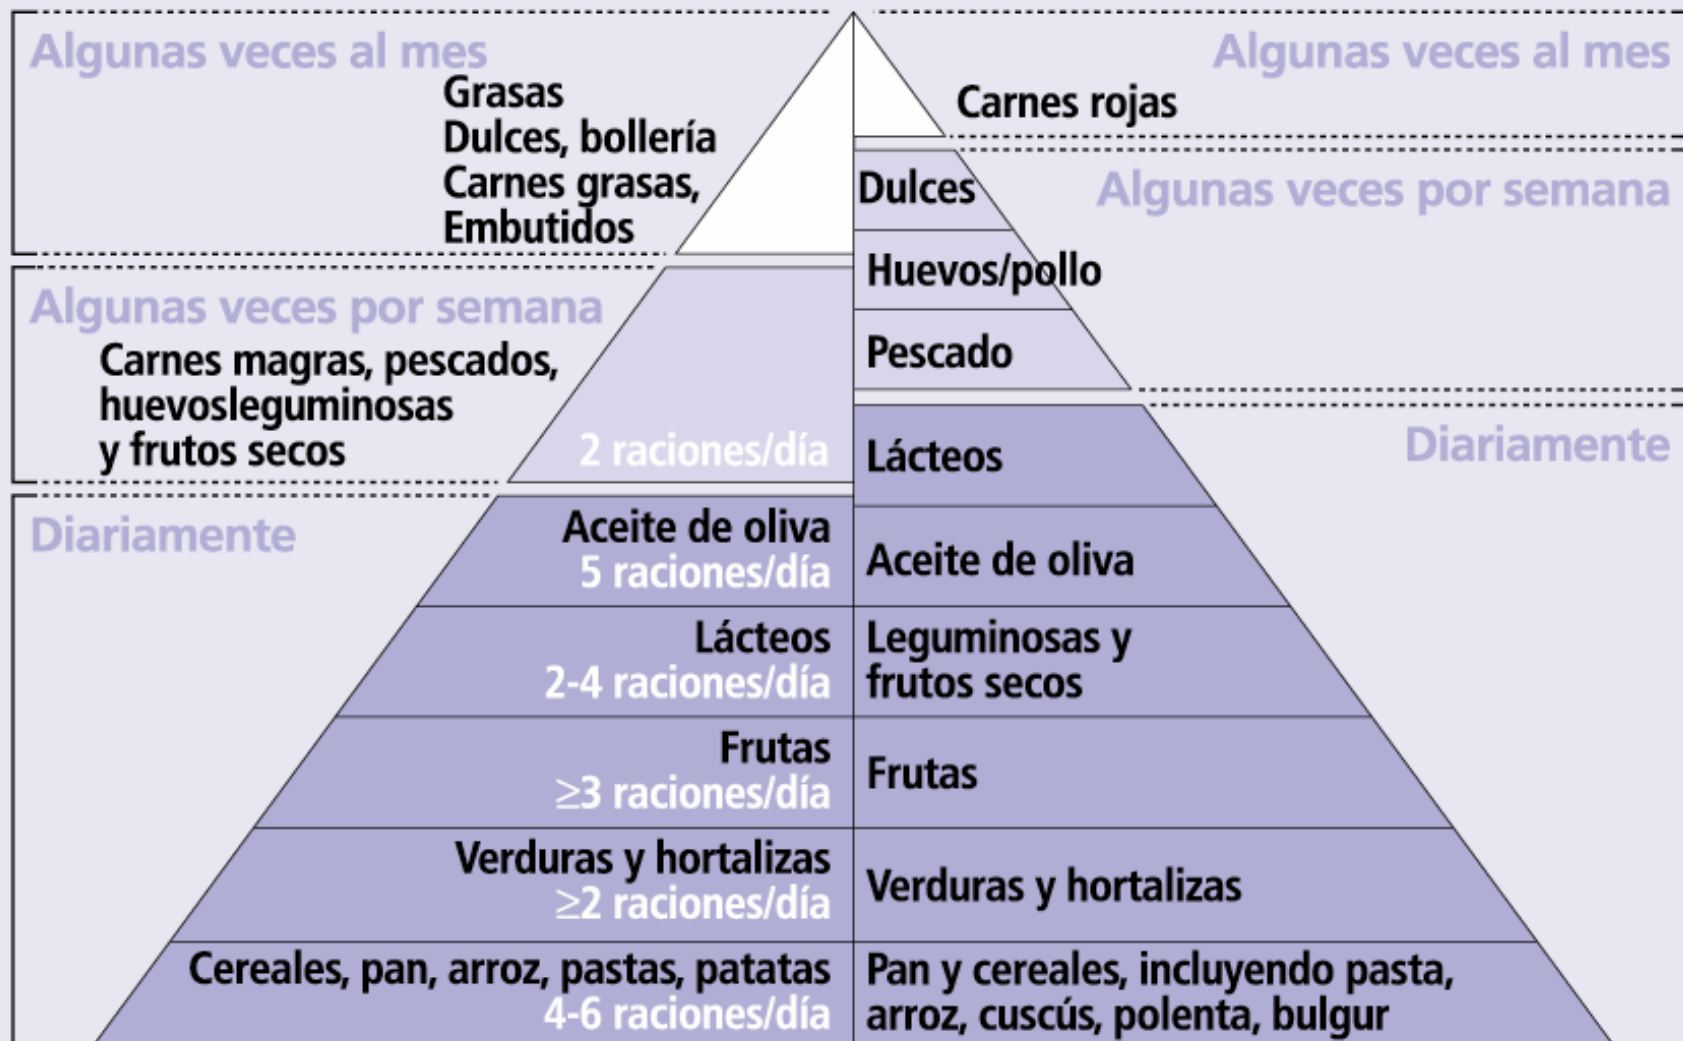 Algunas veces al mes
Grasas
Dulces, bollería
Carnes grasas,
Embutidos
Algunas veces por semana
Carnes magras, pescados,
huevosleguminosas
y frutos secos
2 raciones/día
Diariamente
Aceite de oliva
5 raciones/día
Lácteos
2-4 raciones/día
Frutas
≥3 raciones/día
Verduras y hortalizas
≥2 raciones/día
Cereales, pan, arroz, pastas, patatas
4-6 raciones/día
Algunas veces al mes
Carnes rojas
Algunas veces por semana
Dulces
Huevos/pollo
Pescado
Diariamente
Lácteos
Aceite de oliva
Leguminosas y
frutos secos
Frutas
Verduras y hortalizas
Pan y cereales, incluyendo pasta,
arroz, cuscús, polenta, bulgur